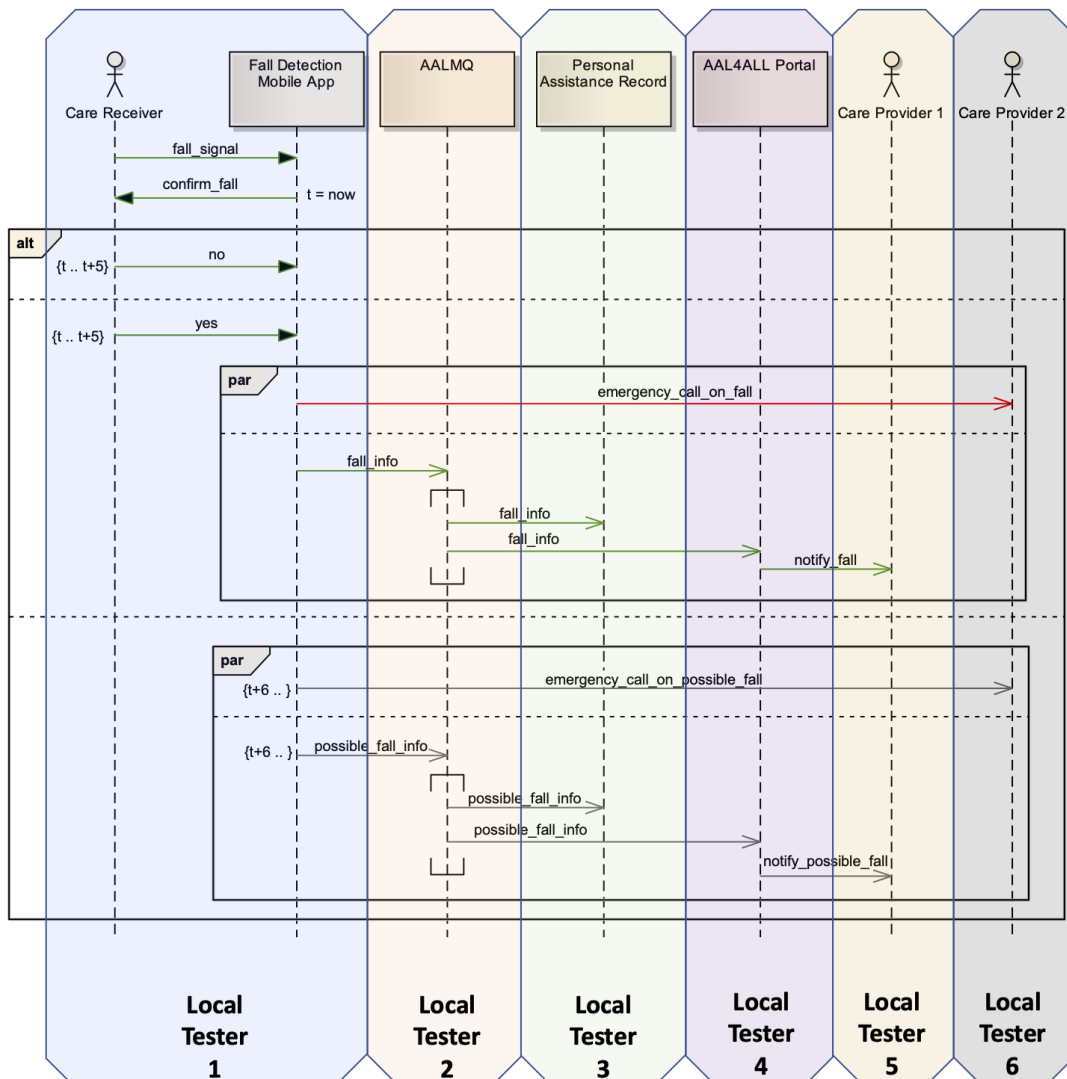 Care Receiver
Fall Detection
Mobile App
AALMQ
Personal
Assistance Record
AAL4ALL Portal
Care Provider 1
Care Provider 2
fall_signal
confirm_fall
t = now
alt
no
{t .. t+5}
yes
{t .. t+5}
par
emergency_call_on_fall
fall_info
fall_info
fall_info
notify_fall
par
emergency_call_on_possible_fall
{t+6 .. }
possible_fall_info
{t+6 .. }
possible_fall_info
possible_fall_info
notify_possible_fall
Local
Tester
1
Local
Tester
2
Local
Tester
3
Local
Tester
4
Local
Tester
5
Local
Tester
6